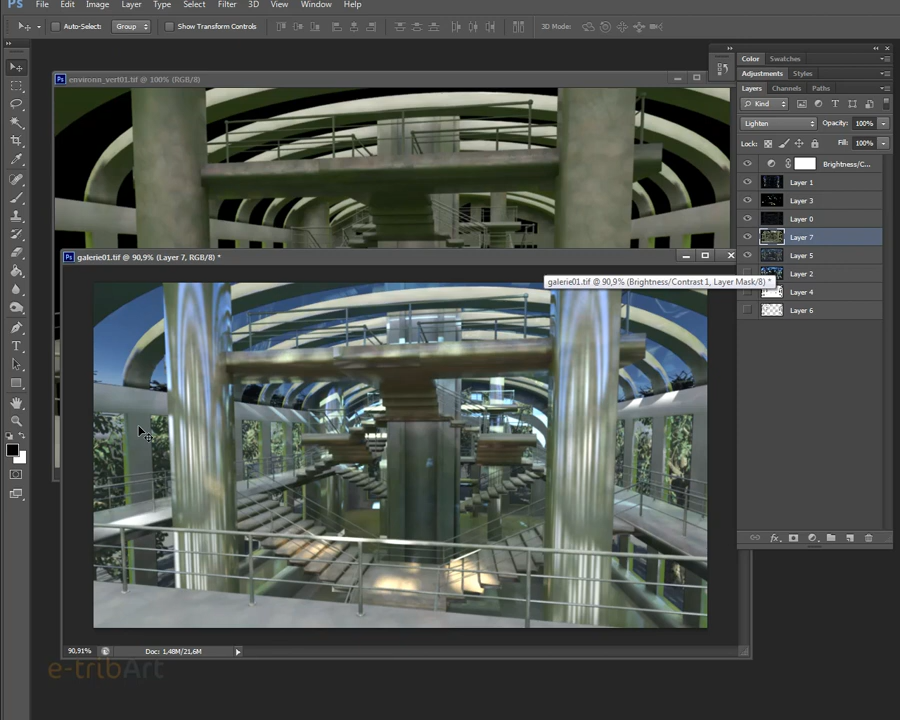 Ps File Edit Image Layer Type Select Filter 3D View Window Help
Auto-Select: Group Show Transform Controls 3D Mode:
environn_vert01.tif @ 100% (RGB/8)
galerie01.tif @ 90,9% (Layer 7, RGB/8) *
galerie01.tif @ 90,9% (Brightness/Contrast 1, Layer Mask/8) *
90,91% Doc: 1,48M/21,6M
e-tribArt
Color Swatches
Adjustments Styles
Layers Channels Paths
Kind
Lighten Opacity: 100%
Lock: Fill: 100%
Brightness/C...
Layer 1
Layer 3
Layer 0
Layer 7
Layer 5
Layer 2
Layer 4
Layer 6
fx